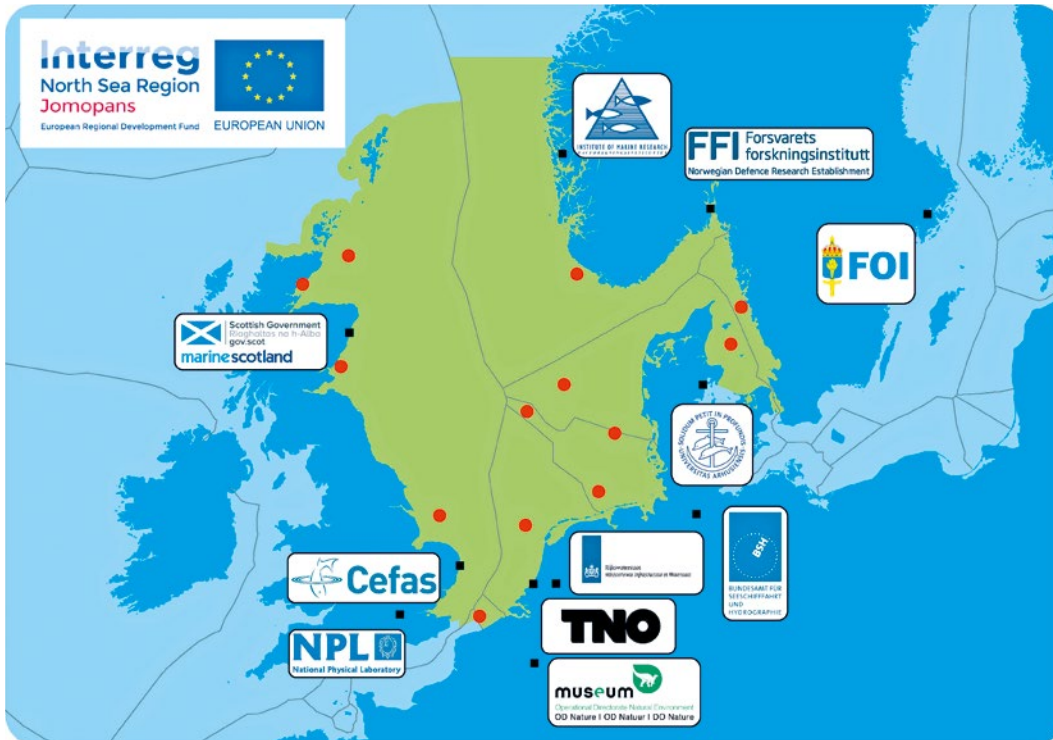 Interreg
North Sea Region
Jomopans
European Regional Development Fund
EUROPEAN UNION
INSTITUTE OF MARINE RESEARCH
FFI Forsvarets
forskningsinstitutt
Norwegian Defence Research Establishment
FOI
Scottish Government
Riaghaltas na h-Alba
gov.scot
marinescotland
SOLIDUM PETIT IN PROFUNDIS
UNIVERSITAS ARHUSIENSIS
Cefas
BSH
BUNDESAMT FÜR
SEESCHIFFFAHRT
UND
HYDROGRAPHIE
TNO
NPL
National Physical Laboratory
museum
Operational Directorate Natural Environment
OD Nature I OD Natuur I DO Nature